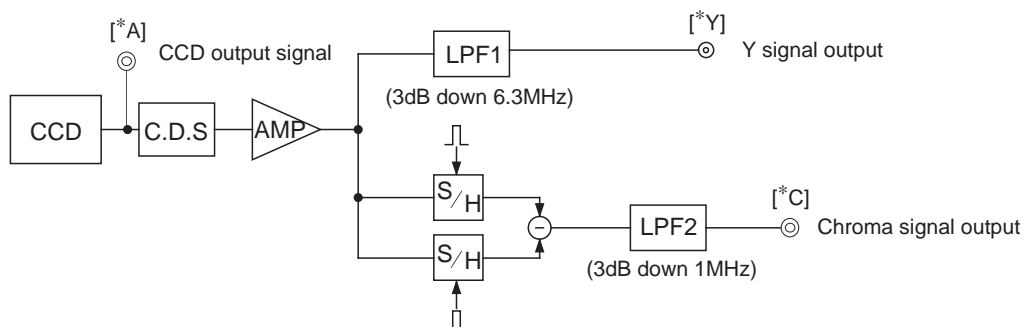 [*A]
CCD output signal
[*Y]
Y signal output
LPF1
(3dB down 6.3MHz)
CCD
C.D.S
AMP
S/H
[*C]
Chroma signal output
LPF2
(3dB down 1MHz)
S/H